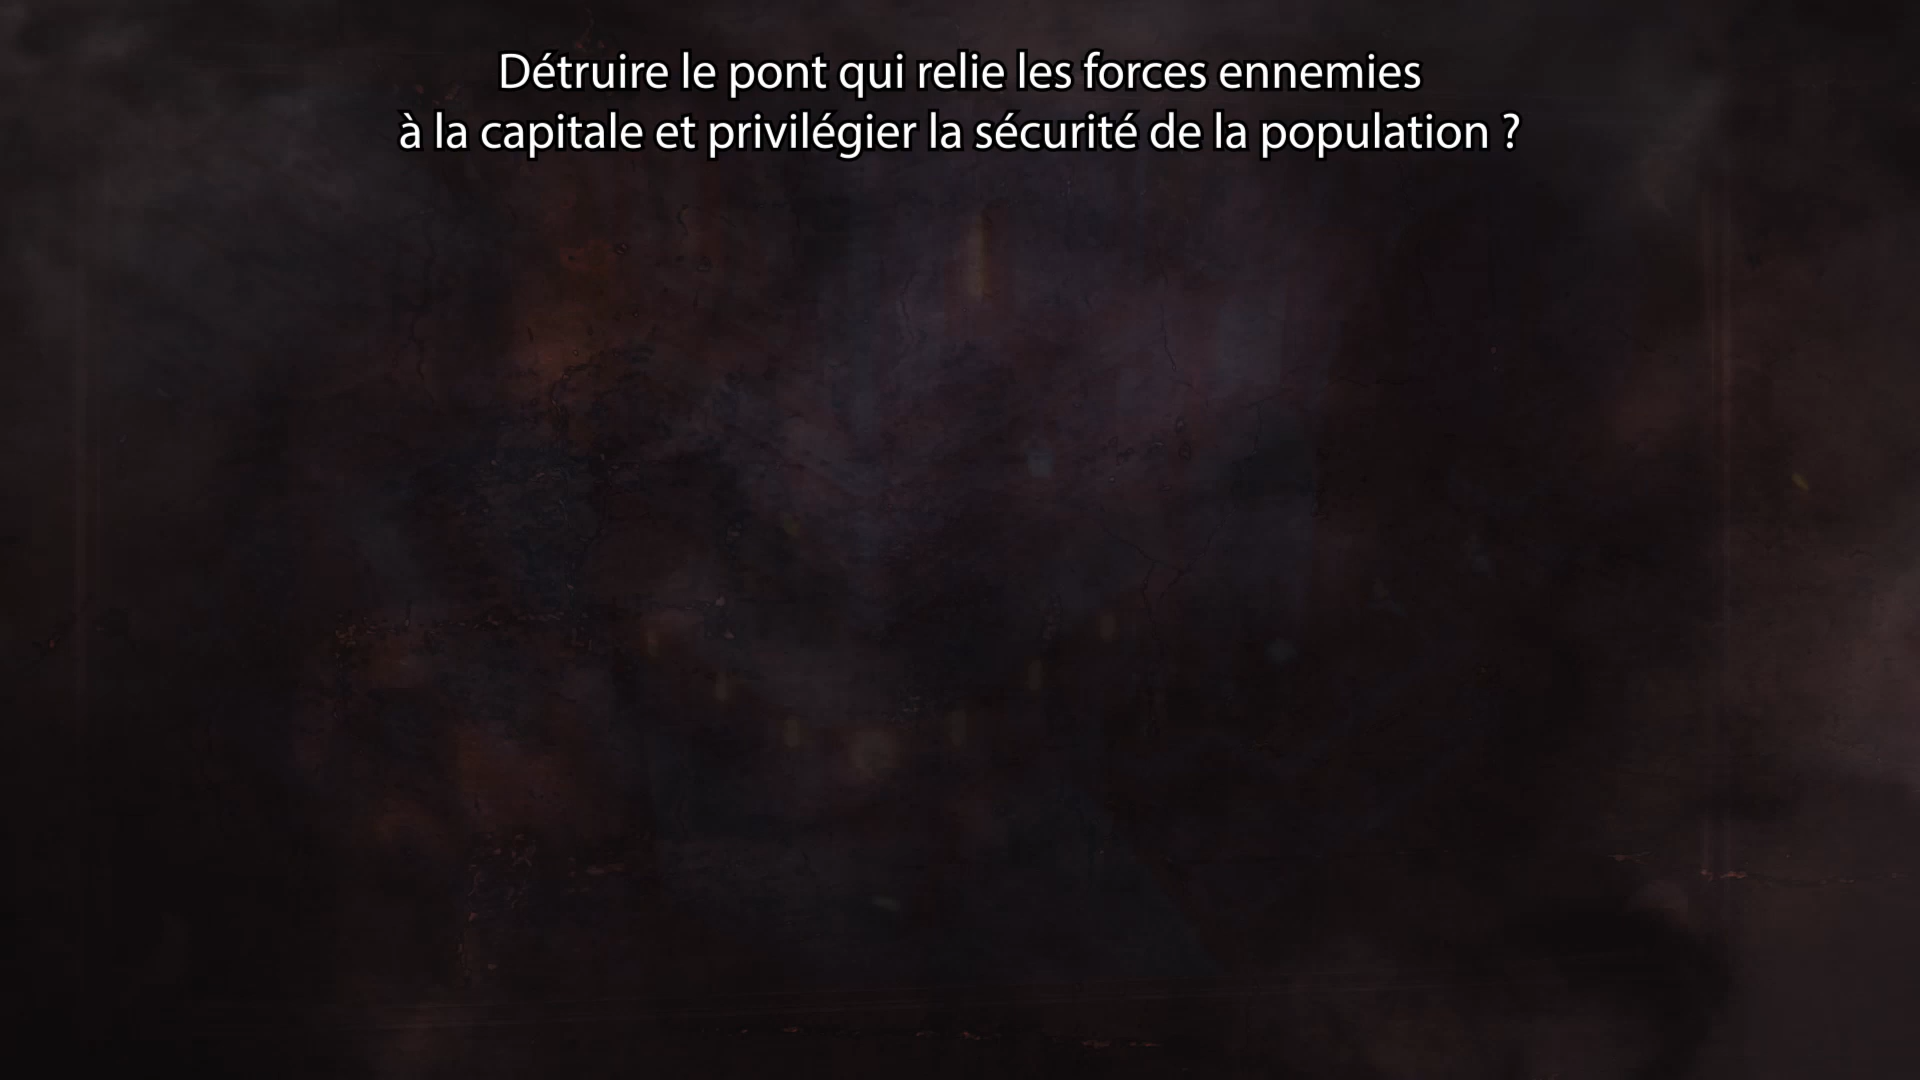 Détruire le pont qui relie les forces ennemies
à la capitale et privilégier la sécurité de la population ?